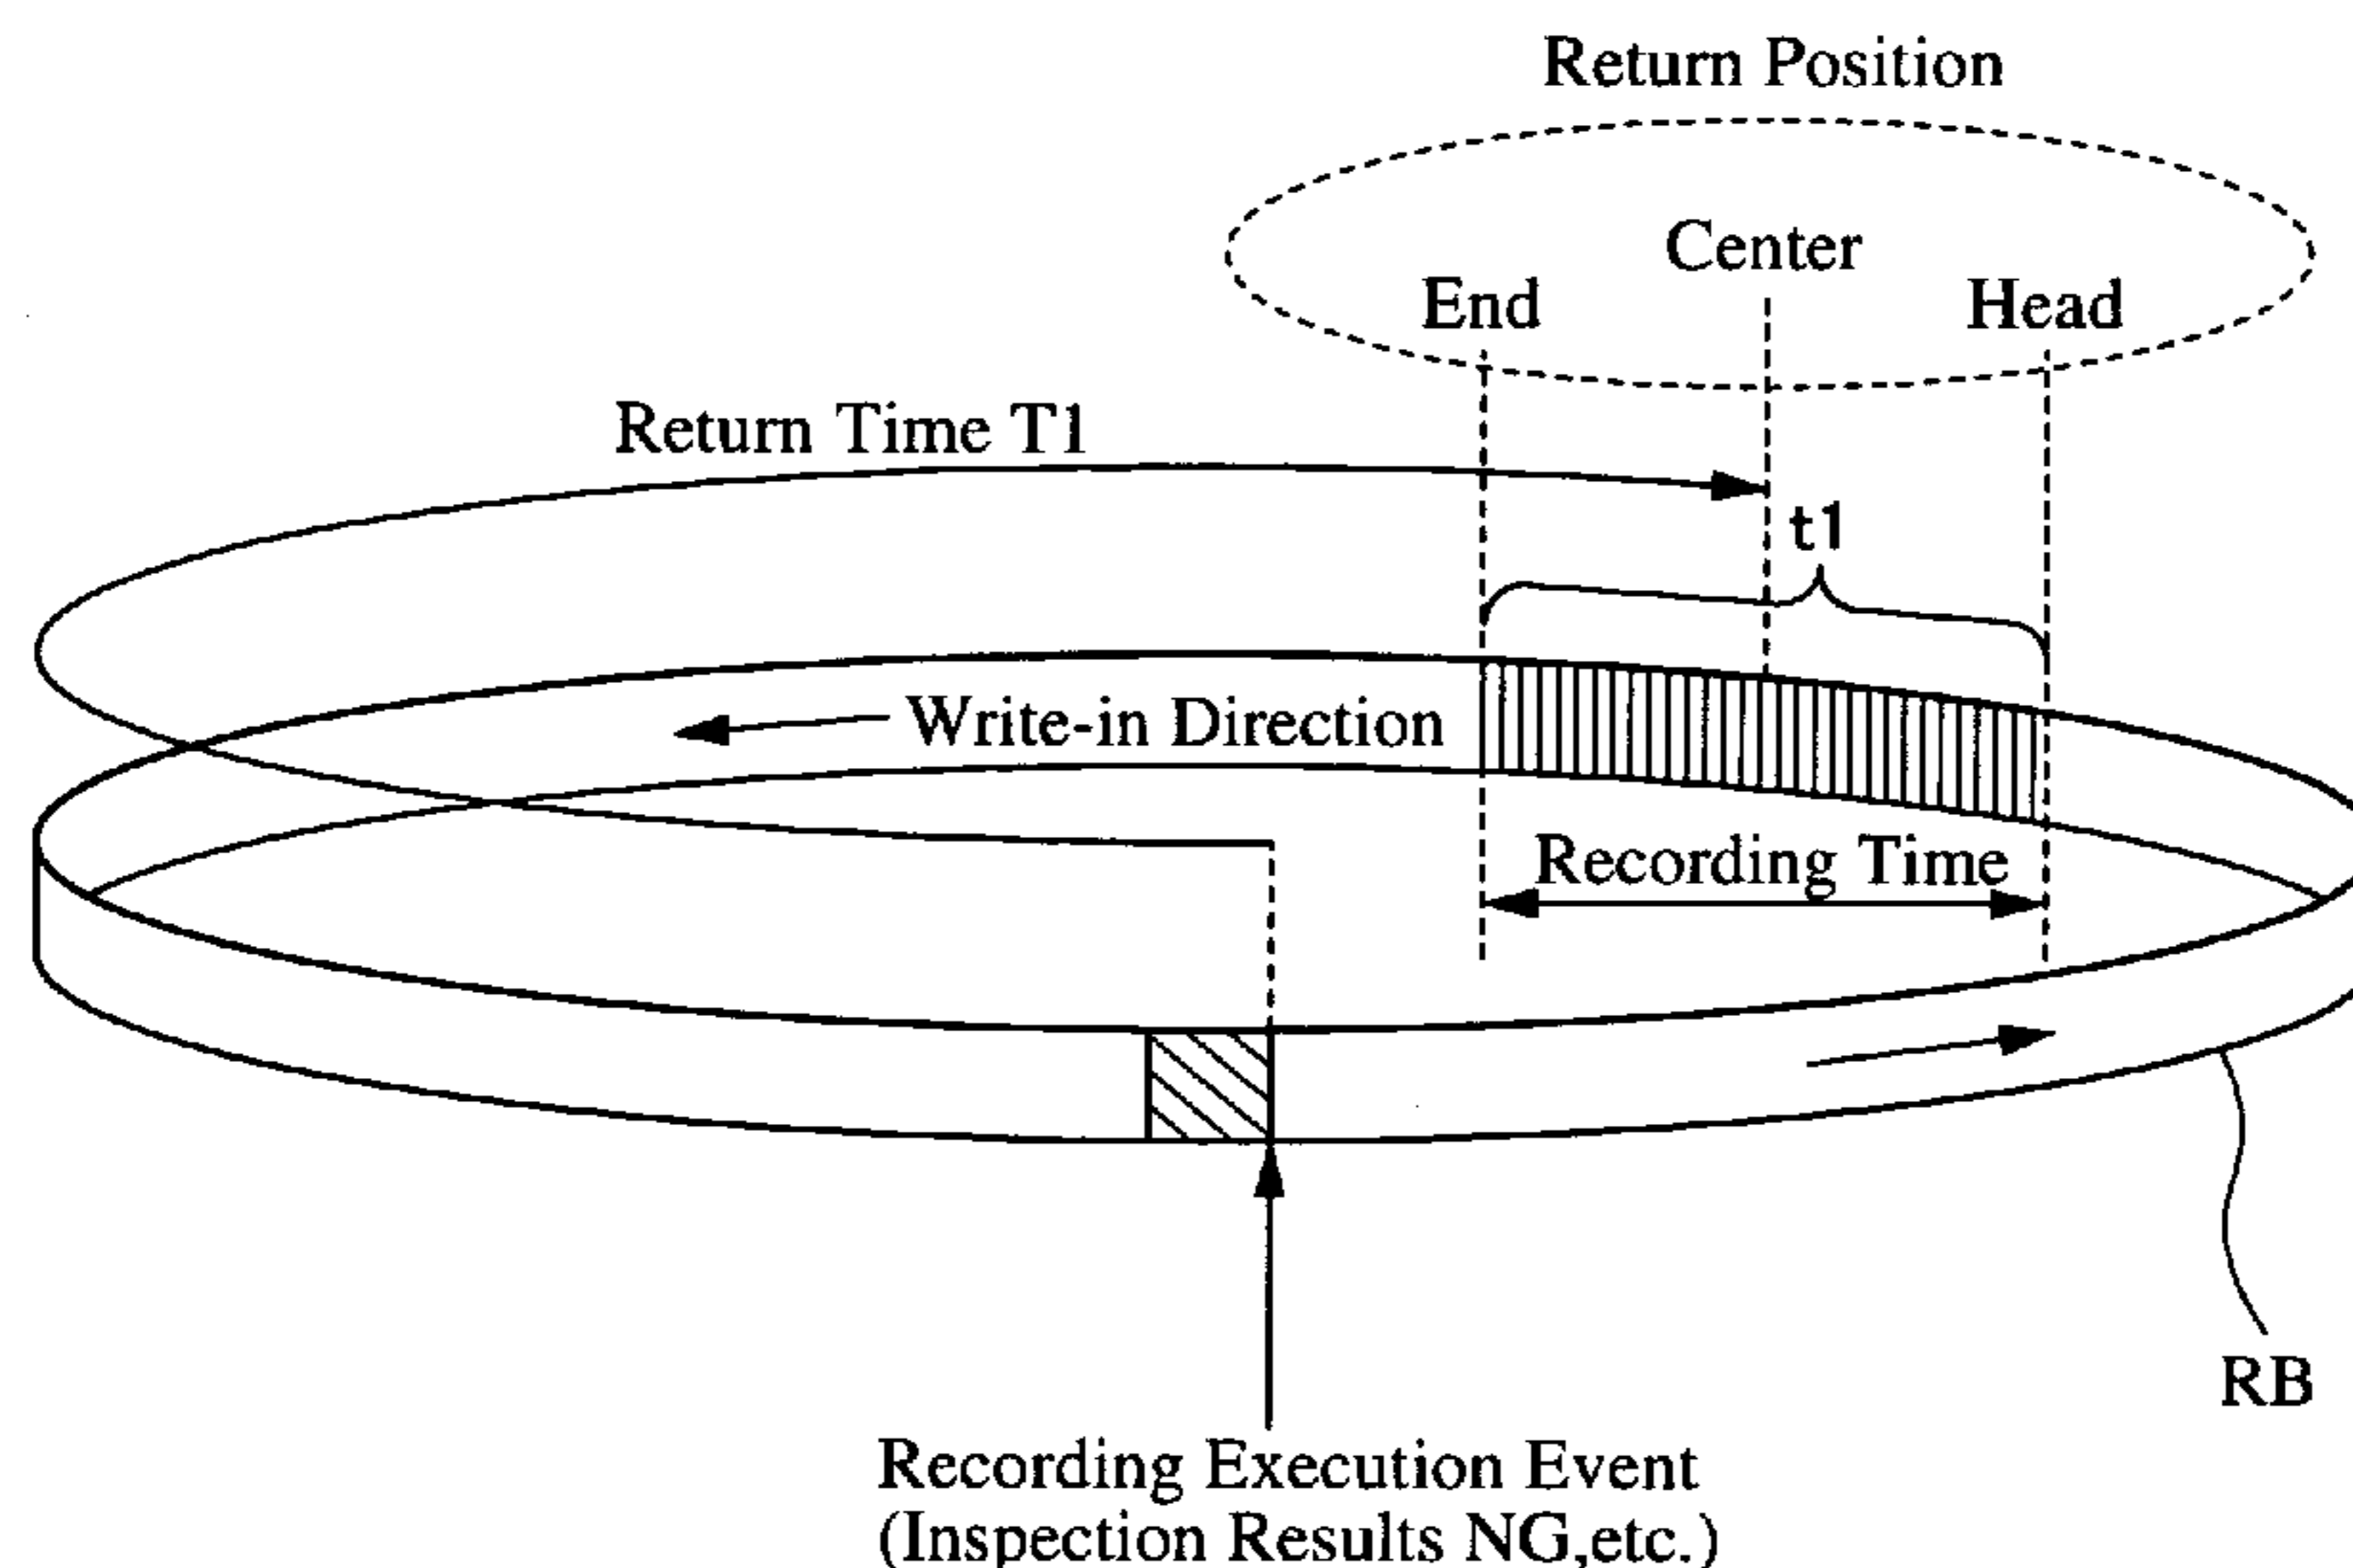 Return Position
Center
End
Head
Return Time T1
t1
Write-in Direction
Recording Time
RB
Recording Execution Event
(Inspection Results NG,etc.)